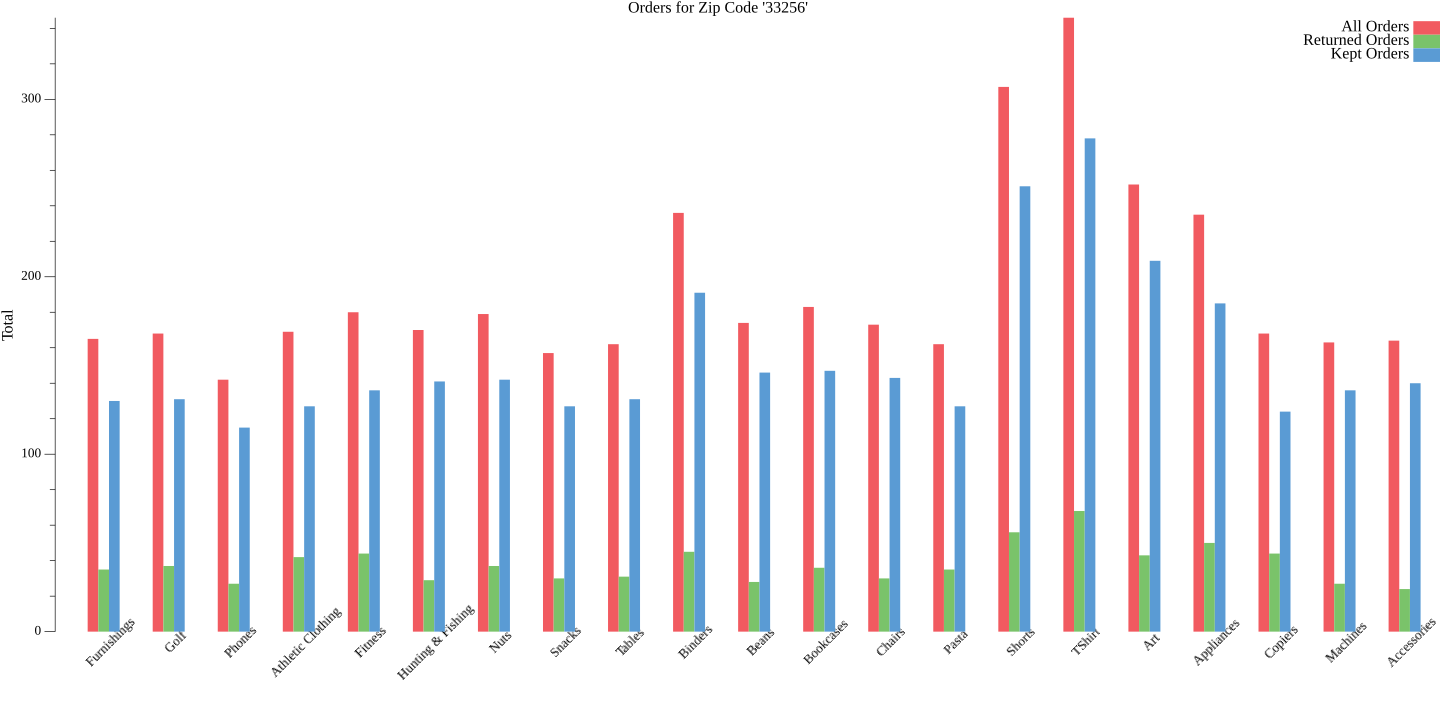 Orders for Zip Code '33256'
All Orders
Returned Orders
Kept Orders
Total
300
200
100
0
Furnishings
Golf
Phones
Athletic Clothing
Fitness
Hunting & Fishing
Nuts
Snacks
Tables
Binders
Beans
Bookcases
Chairs
Pasta
Shorts
TShirt
Art
Appliances
Copiers
Machines
Accessories